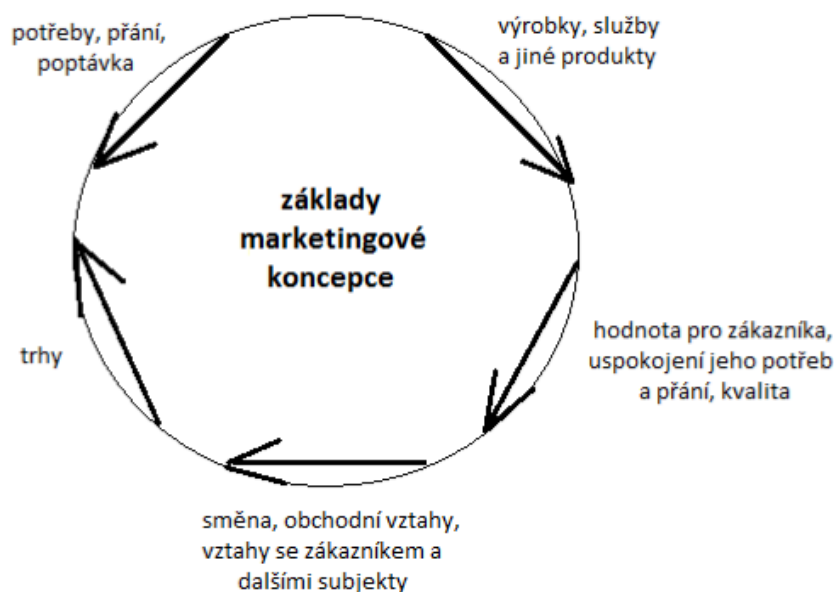 potřeby, přání,
poptávka
výrobky, služby
a jiné produkty
základy
marketingové
koncepce
hodnota pro zákazníka,
uspokojení jeho potřeb
a přání, kvalita
trhy
směna, obchodní vztahy,
vztahy se zákazníkem a
dalšími subjekty